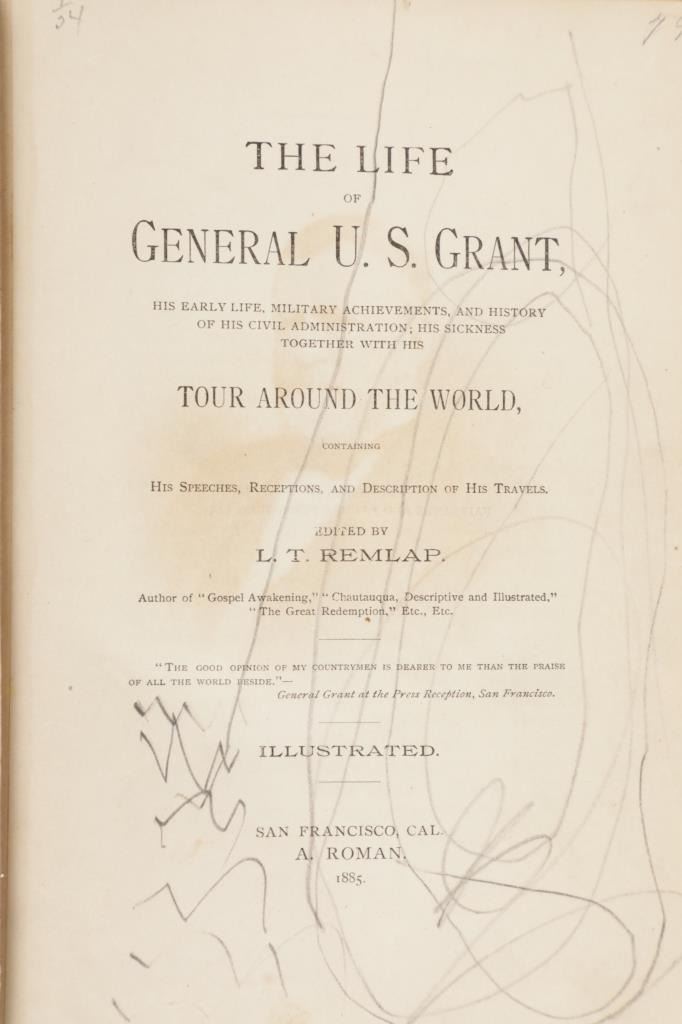 THE LIFE
OF
GENERAL U. S. GRANT,
HIS EARLY LIFE, MILITARY ACHIEVEMENTS, AND HISTORY
OF HIS CIVIL ADMINISTRATION; HIS SICKNESS
TOGETHER WITH HIS
TOUR AROUND THE WORLD,
CONTAINING
HIS SPEECHES, RECEPTIONS, AND DESCRIPTION OF HIS TRAVELS.
EDITED BY
L. T. REMLAP.
Author of "Gospel Awakening," "Chautauqua, Descriptive and Illustrated,"
"The Great Redemption," Etc., Etc.
"THE GOOD OPINION OF MY COUNTRYMEN IS DEARER TO ME THAN THE PRAISE
OF ALL THE WORLD BESIDE."—
General Grant at the Press Reception, San Francisco.
ILLUSTRATED.
SAN FRANCISCO, CAL.
A. ROMAN.
1885.